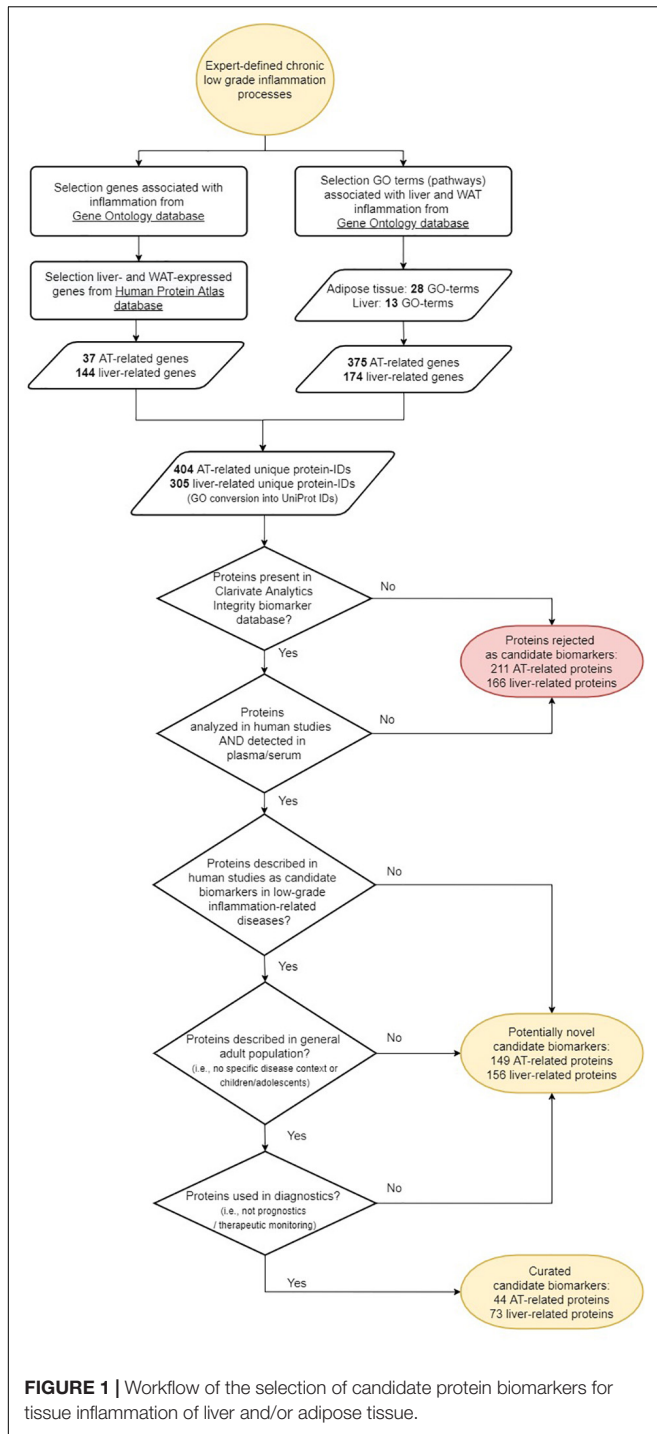 Expert-defined chronic
low grade inflammation
processes
Selection genes associated with
inflammation from
Gene Ontology database
Selection GO terms (pathways)
associated with liver and WAT
inflammation from
Gene Ontology database
Selection liver- and WAT-expressed
genes from Human Protein Atlas
database
Adipose tissue: 28 GO-terms
Liver: 13 GO-terms
37 AT-related genes
144 liver-related genes
375 AT-related genes
174 liver-related genes
404 AT-related unique protein-IDs
305 liver-related unique protein-IDs
(GO conversion into UniProt IDs)
Proteins present in
Clarivate Analytics
Integrity biomarker
database?
No
Yes
Proteins rejected
as candidate biomarkers:
211 AT-related proteins
166 liver-related proteins
Proteins
analyzed in human studies
AND detected in
plasma/serum
No
Yes
Proteins described in
human studies as candidate
biomarkers in low-grade
inflammation-related
diseases?
No
Yes
Proteins described in general
adult population?
(i.e., no specific disease context or
children/adolescents)
No
Yes
Potentially novel
candidate biomarkers:
149 AT-related proteins
156 liver-related proteins
Proteins used in diagnostics?
(i.e., not prognostics
/ therapeutic monitoring)
No
Yes
Curated
candidate biomarkers:
44 AT-related proteins
73 liver-related proteins
FIGURE 1 | Workflow of the selection of candidate protein biomarkers for
tissue inflammation of liver and/or adipose tissue.